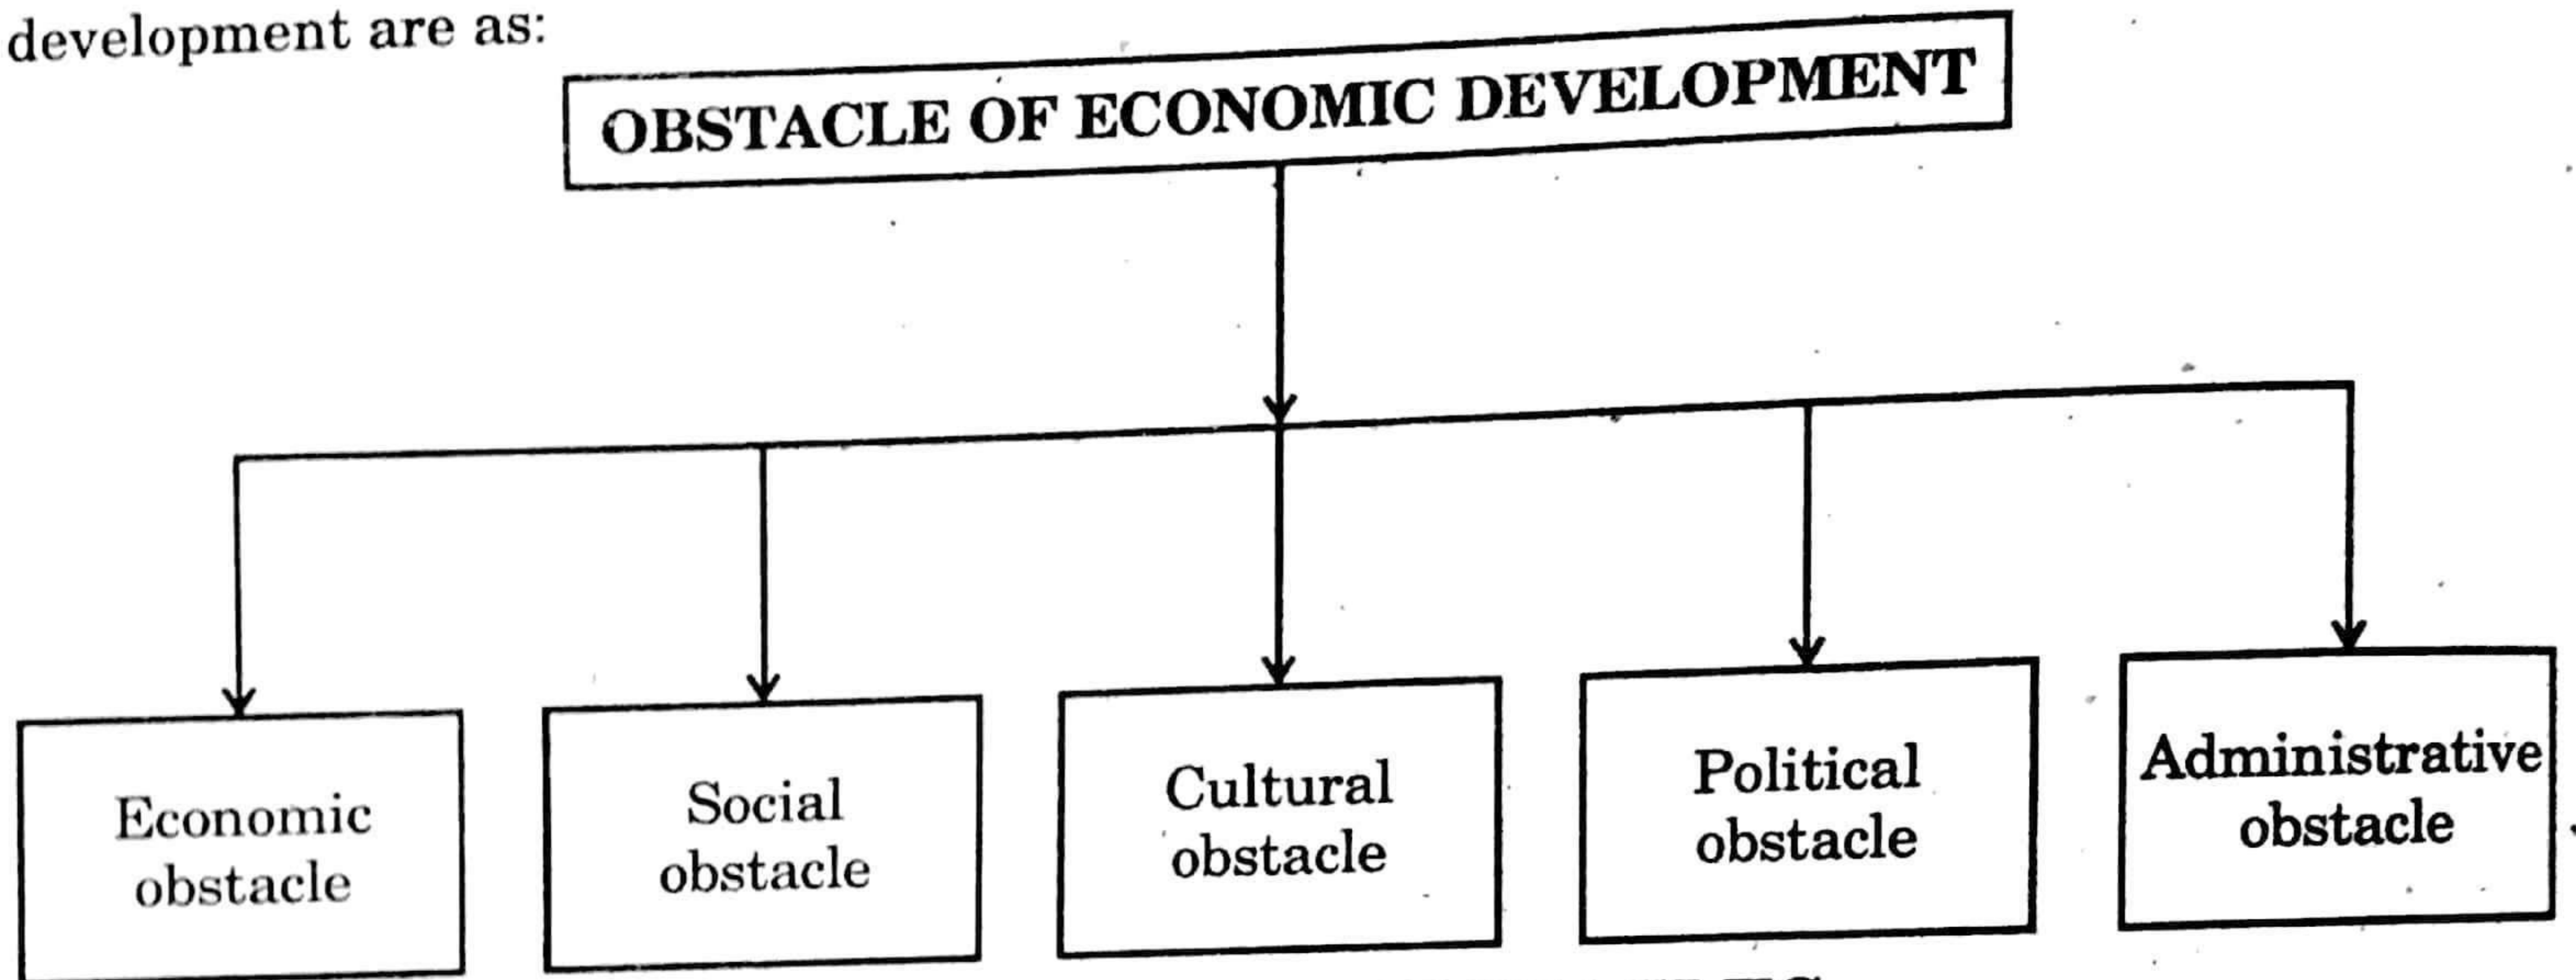 development are as:
OBSTACLE OF ECONOMIC DEVELOPMENT
Economic
obstacle
Social
obstacle
Cultural
obstacle
Political
obstacle
Administrative
obstacle